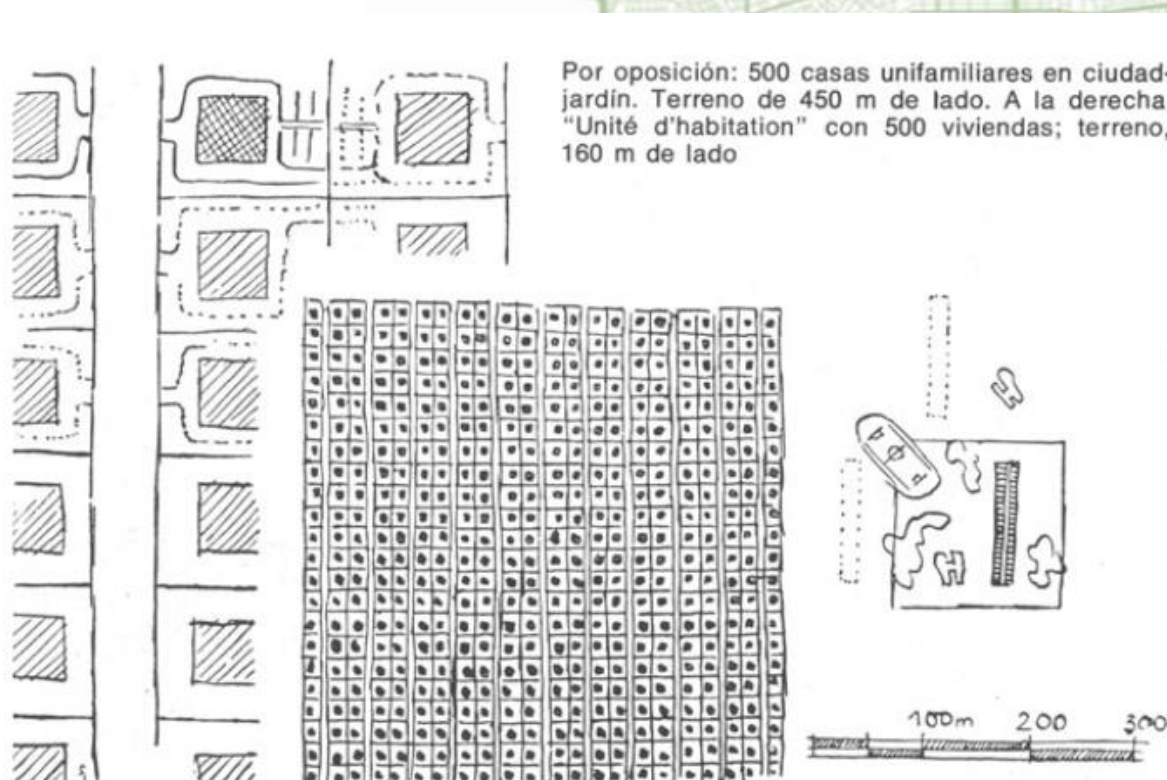 Por oposición: 500 casas unifamiliares en ciudad-
jardín. Terreno de 450 m de lado. A la derecha
“Unité d'habitation” con 500 viviendas; terreno,
160 m de lado
100m 200 300